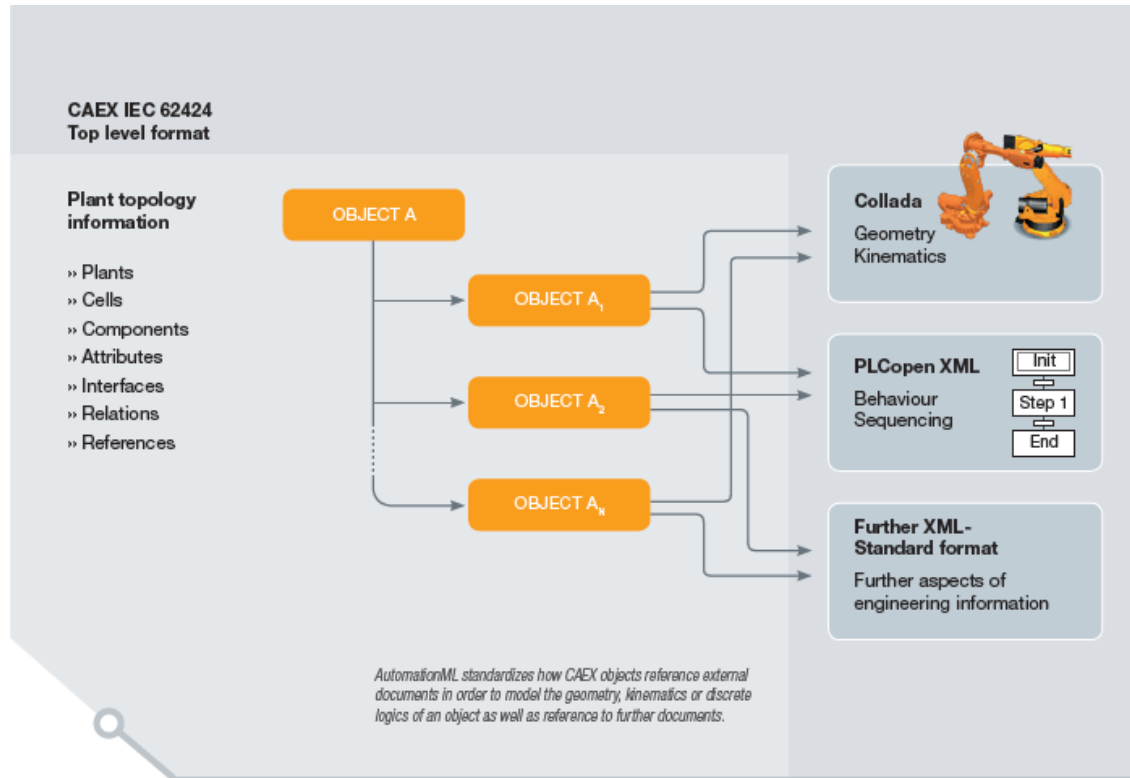 CAEX IEC 62424
Top level format
Plant topology
information
» Plants
» Cells
» Components
» Attributes
» Interfaces
» Relations
» References
OBJECT A
OBJECT A₁
OBJECT A₂
OBJECT Aₙ
Collada
Geometry
Kinematics
PLCopen XML
Behaviour
Sequencing
Init
Step 1
End
Further XML-
Standard format
Further aspects of
engineering information
AutomationML standardizes how CAEX objects reference external
documents in order to model the geometry, kinematics or discrete
logics of an object as well as reference to further documents.